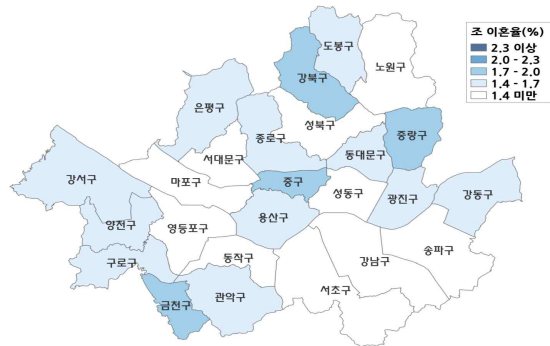 조 이혼율(%)
2.3 이상
2.0 - 2.3
1.7 - 2.0
1.4 - 1.7
1.4 미만
도봉구
노원구
강북구
은평구
성북구
중랑구
종로구
서대문구
동대문구
강서구
마포구
중구
성동구
광진구
강동구
양천구
영등포구
용산구
송파구
구로구
동작구
강남구
금천구
관악구
서초구